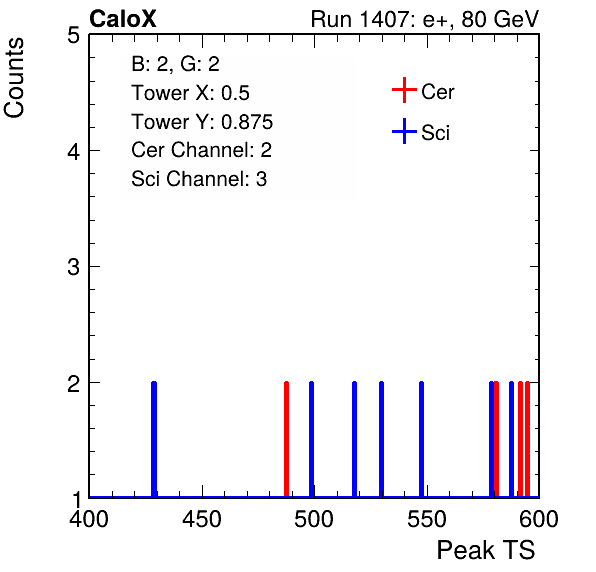 CaloX
Run 1407: e+, 80 GeV
Counts
B: 2, G: 2
Tower X: 0.5
Tower Y: 0.875
Cer Channel: 2
Sci Channel: 3
Cer
Sci
5
4
3
2
1
400 450 500 550 600
Peak TS